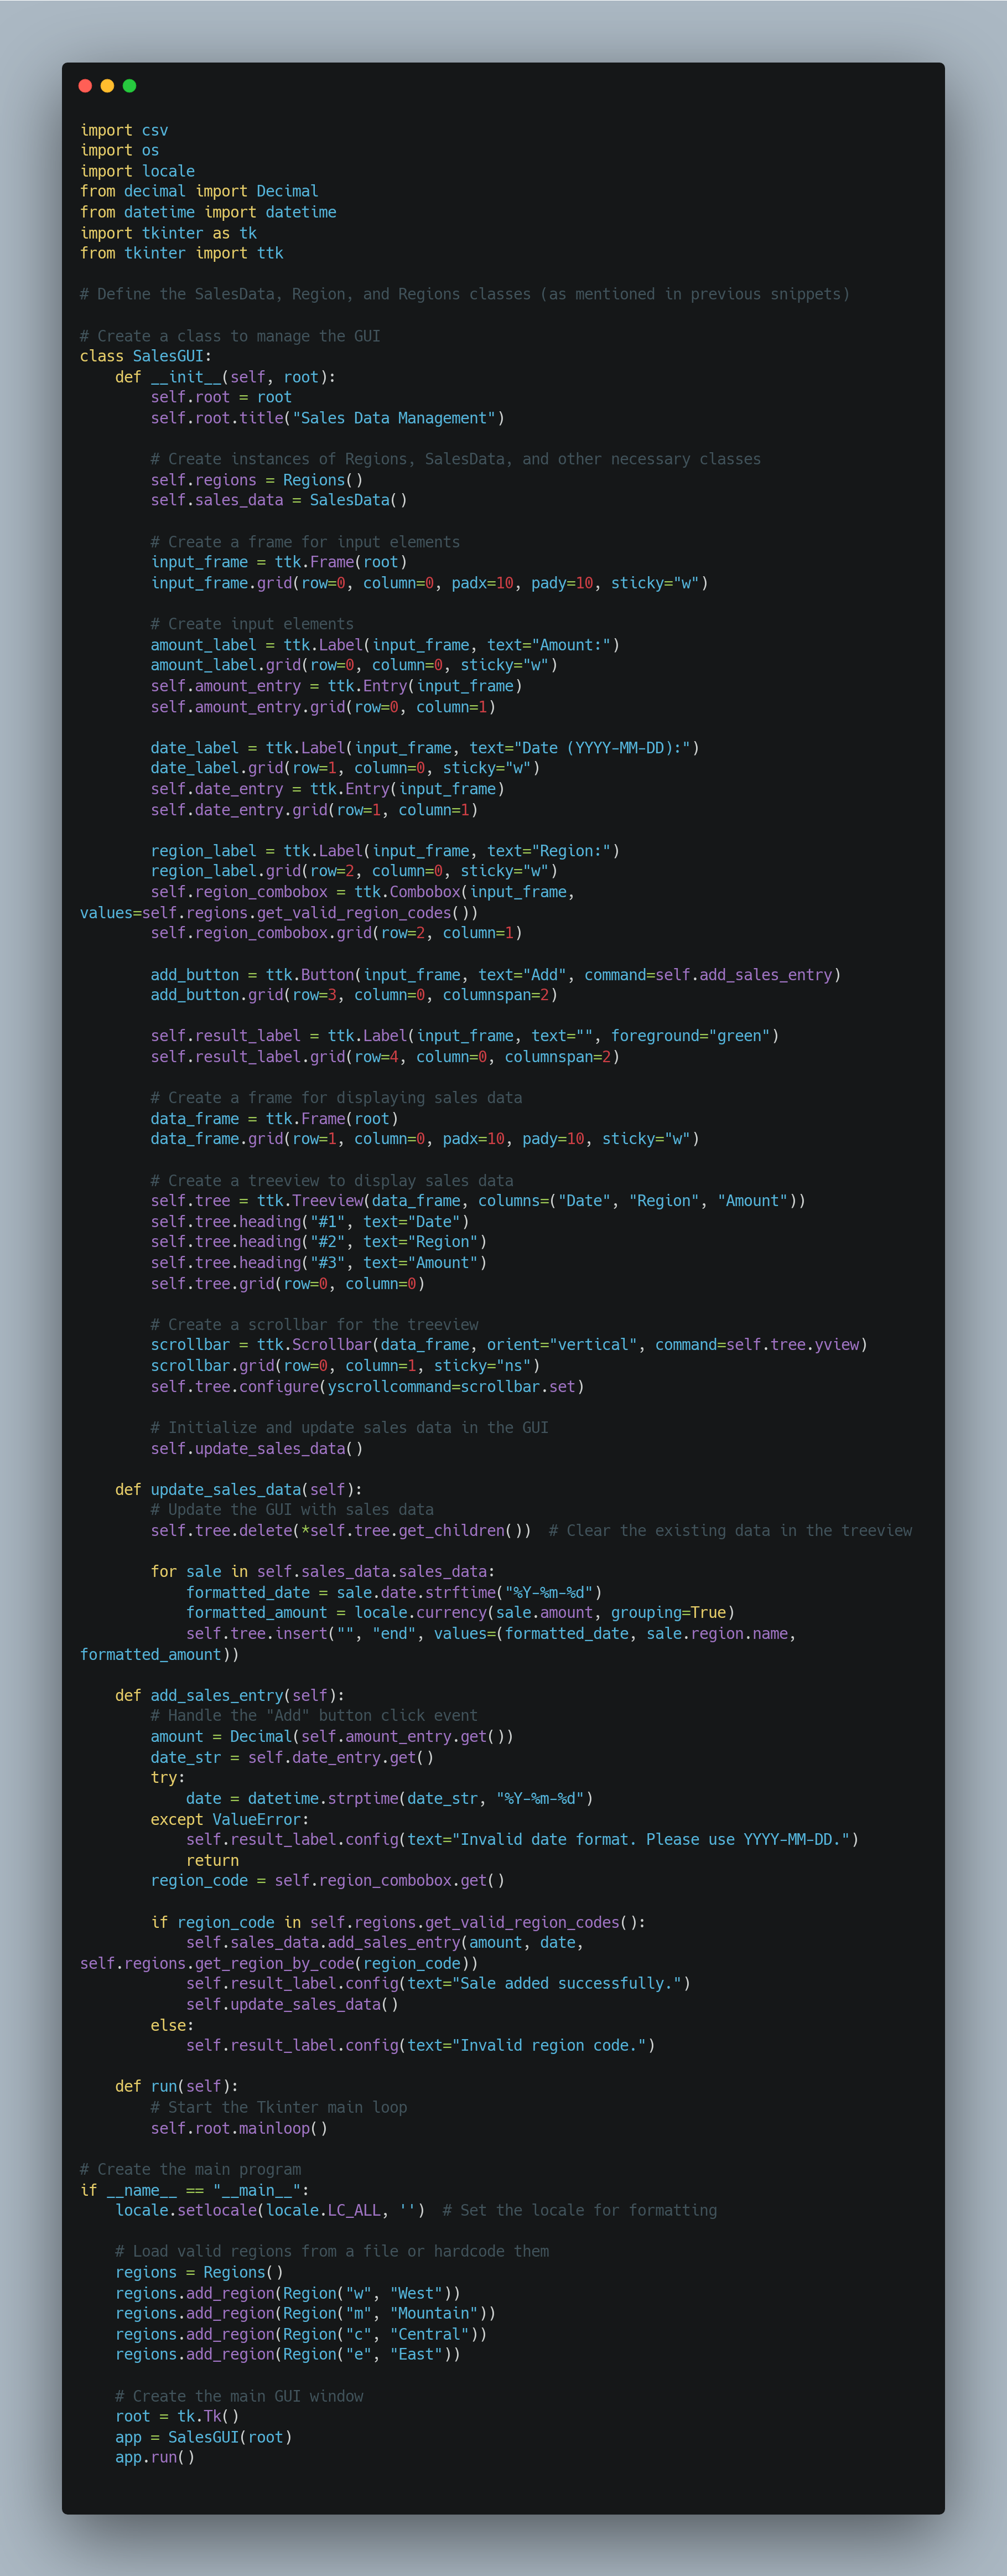 import csv
import os
import locale
from decimal import Decimal
from datetime import datetime
import tkinter as tk
from tkinter import ttk

# Define the SalesData, Region, and Regions classes (as mentioned in previous snippets)

# Create a class to manage the GUI
class SalesGUI:
    def __init__(self, root):
        self.root = root
        self.root.title("Sales Data Management")

        # Create instances of Regions, SalesData, and other necessary classes
        self.regions = Regions()
        self.sales_data = SalesData()

        # Create a frame for input elements
        input_frame = ttk.Frame(root)
        input_frame.grid(row=0, column=0, padx=10, pady=10, sticky="w")

        # Create input elements
        amount_label = ttk.Label(input_frame, text="Amount:")
        amount_label.grid(row=0, column=0, sticky="w")
        self.amount_entry = ttk.Entry(input_frame)
        self.amount_entry.grid(row=0, column=1)

        date_label = ttk.Label(input_frame, text="Date (YYYY-MM-DD):")
        date_label.grid(row=1, column=0, sticky="w")
        self.date_entry = ttk.Entry(input_frame)
        self.date_entry.grid(row=1, column=1)

        region_label = ttk.Label(input_frame, text="Region:")
        region_label.grid(row=2, column=0, sticky="w")
        self.region_combobox = ttk.Combobox(input_frame,
values=self.regions.get_valid_region_codes())
        self.region_combobox.grid(row=2, column=1)

        add_button = ttk.Button(input_frame, text="Add", command=self.add_sales_entry)
        add_button.grid(row=3, column=0, columnspan=2)

        self.result_label = ttk.Label(input_frame, text="", foreground="green")
        self.result_label.grid(row=4, column=0, columnspan=2)

        # Create a frame for displaying sales data
        data_frame = ttk.Frame(root)
        data_frame.grid(row=1, column=0, padx=10, pady=10, sticky="w")

        # Create a treeview to display sales data
        self.tree = ttk.Treeview(data_frame, columns=("Date", "Region", "Amount"))
        self.tree.heading("#1", text="Date")
        self.tree.heading("#2", text="Region")
        self.tree.heading("#3", text="Amount")
        self.tree.grid(row=0, column=0)

        # Create a scrollbar for the treeview
        scrollbar = ttk.Scrollbar(data_frame, orient="vertical", command=self.tree.yview)
        scrollbar.grid(row=0, column=1, sticky="ns")
        self.tree.configure(yscrollcommand=scrollbar.set)

        # Initialize and update sales data in the GUI
        self.update_sales_data()

    def update_sales_data(self):
        # Update the GUI with sales data
        self.tree.delete(*self.tree.get_children())  # Clear the existing data in the treeview

        for sale in self.sales_data.sales_data:
            formatted_date = sale.date.strftime("%Y-%m-%d")
            formatted_amount = locale.currency(sale.amount, grouping=True)
            self.tree.insert("", "end", values=(formatted_date, sale.region.name,
formatted_amount))

    def add_sales_entry(self):
        # Handle the "Add" button click event
        amount = Decimal(self.amount_entry.get())
        date_str = self.date_entry.get()
        try:
            date = datetime.strptime(date_str, "%Y-%m-%d")
        except ValueError:
            self.result_label.config(text="Invalid date format. Please use YYYY-MM-DD.")
            return
        region_code = self.region_combobox.get()

        if region_code in self.regions.get_valid_region_codes():
            self.sales_data.add_sales_entry(amount, date,
self.regions.get_region_by_code(region_code))
            self.result_label.config(text="Sale added successfully.")
            self.update_sales_data()
        else:
            self.result_label.config(text="Invalid region code.")

    def run(self):
        # Start the Tkinter main loop
        self.root.mainloop()

# Create the main program
if __name__ == "__main__":
    locale.setlocale(locale.LC_ALL, '')  # Set the locale for formatting

    # Load valid regions from a file or hardcode them
    regions = Regions()
    regions.add_region(Region("w", "West"))
    regions.add_region(Region("m", "Mountain"))
    regions.add_region(Region("c", "Central"))
    regions.add_region(Region("e", "East"))

    # Create the main GUI window
    root = tk.Tk()
    app = SalesGUI(root)
    app.run()